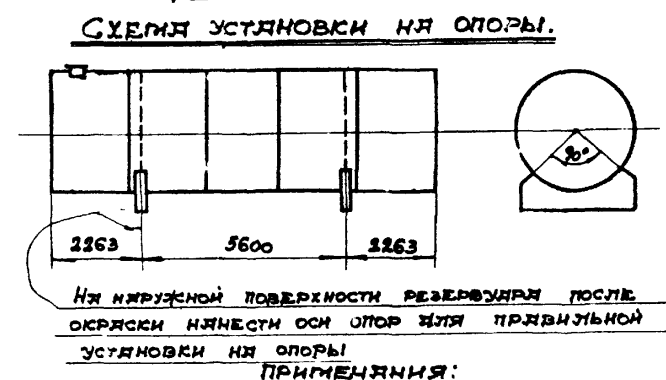 СХЕМА УСТАНОВКИ НА ОПОРЫ.
90°
2263 5600 2263
НА НАРУЖНОЙ ПОВЕРХНОСТИ РЕЗЕРВУАРА ПОСЛЕ
ОКРАСКИ НАНЕСТИ ОСИ ОПОР ДЛЯ ПРАВИЛЬНОЙ
УСТАНОВКИ НА ОПОРЫ
ПРИМЕЧАНИЯ: